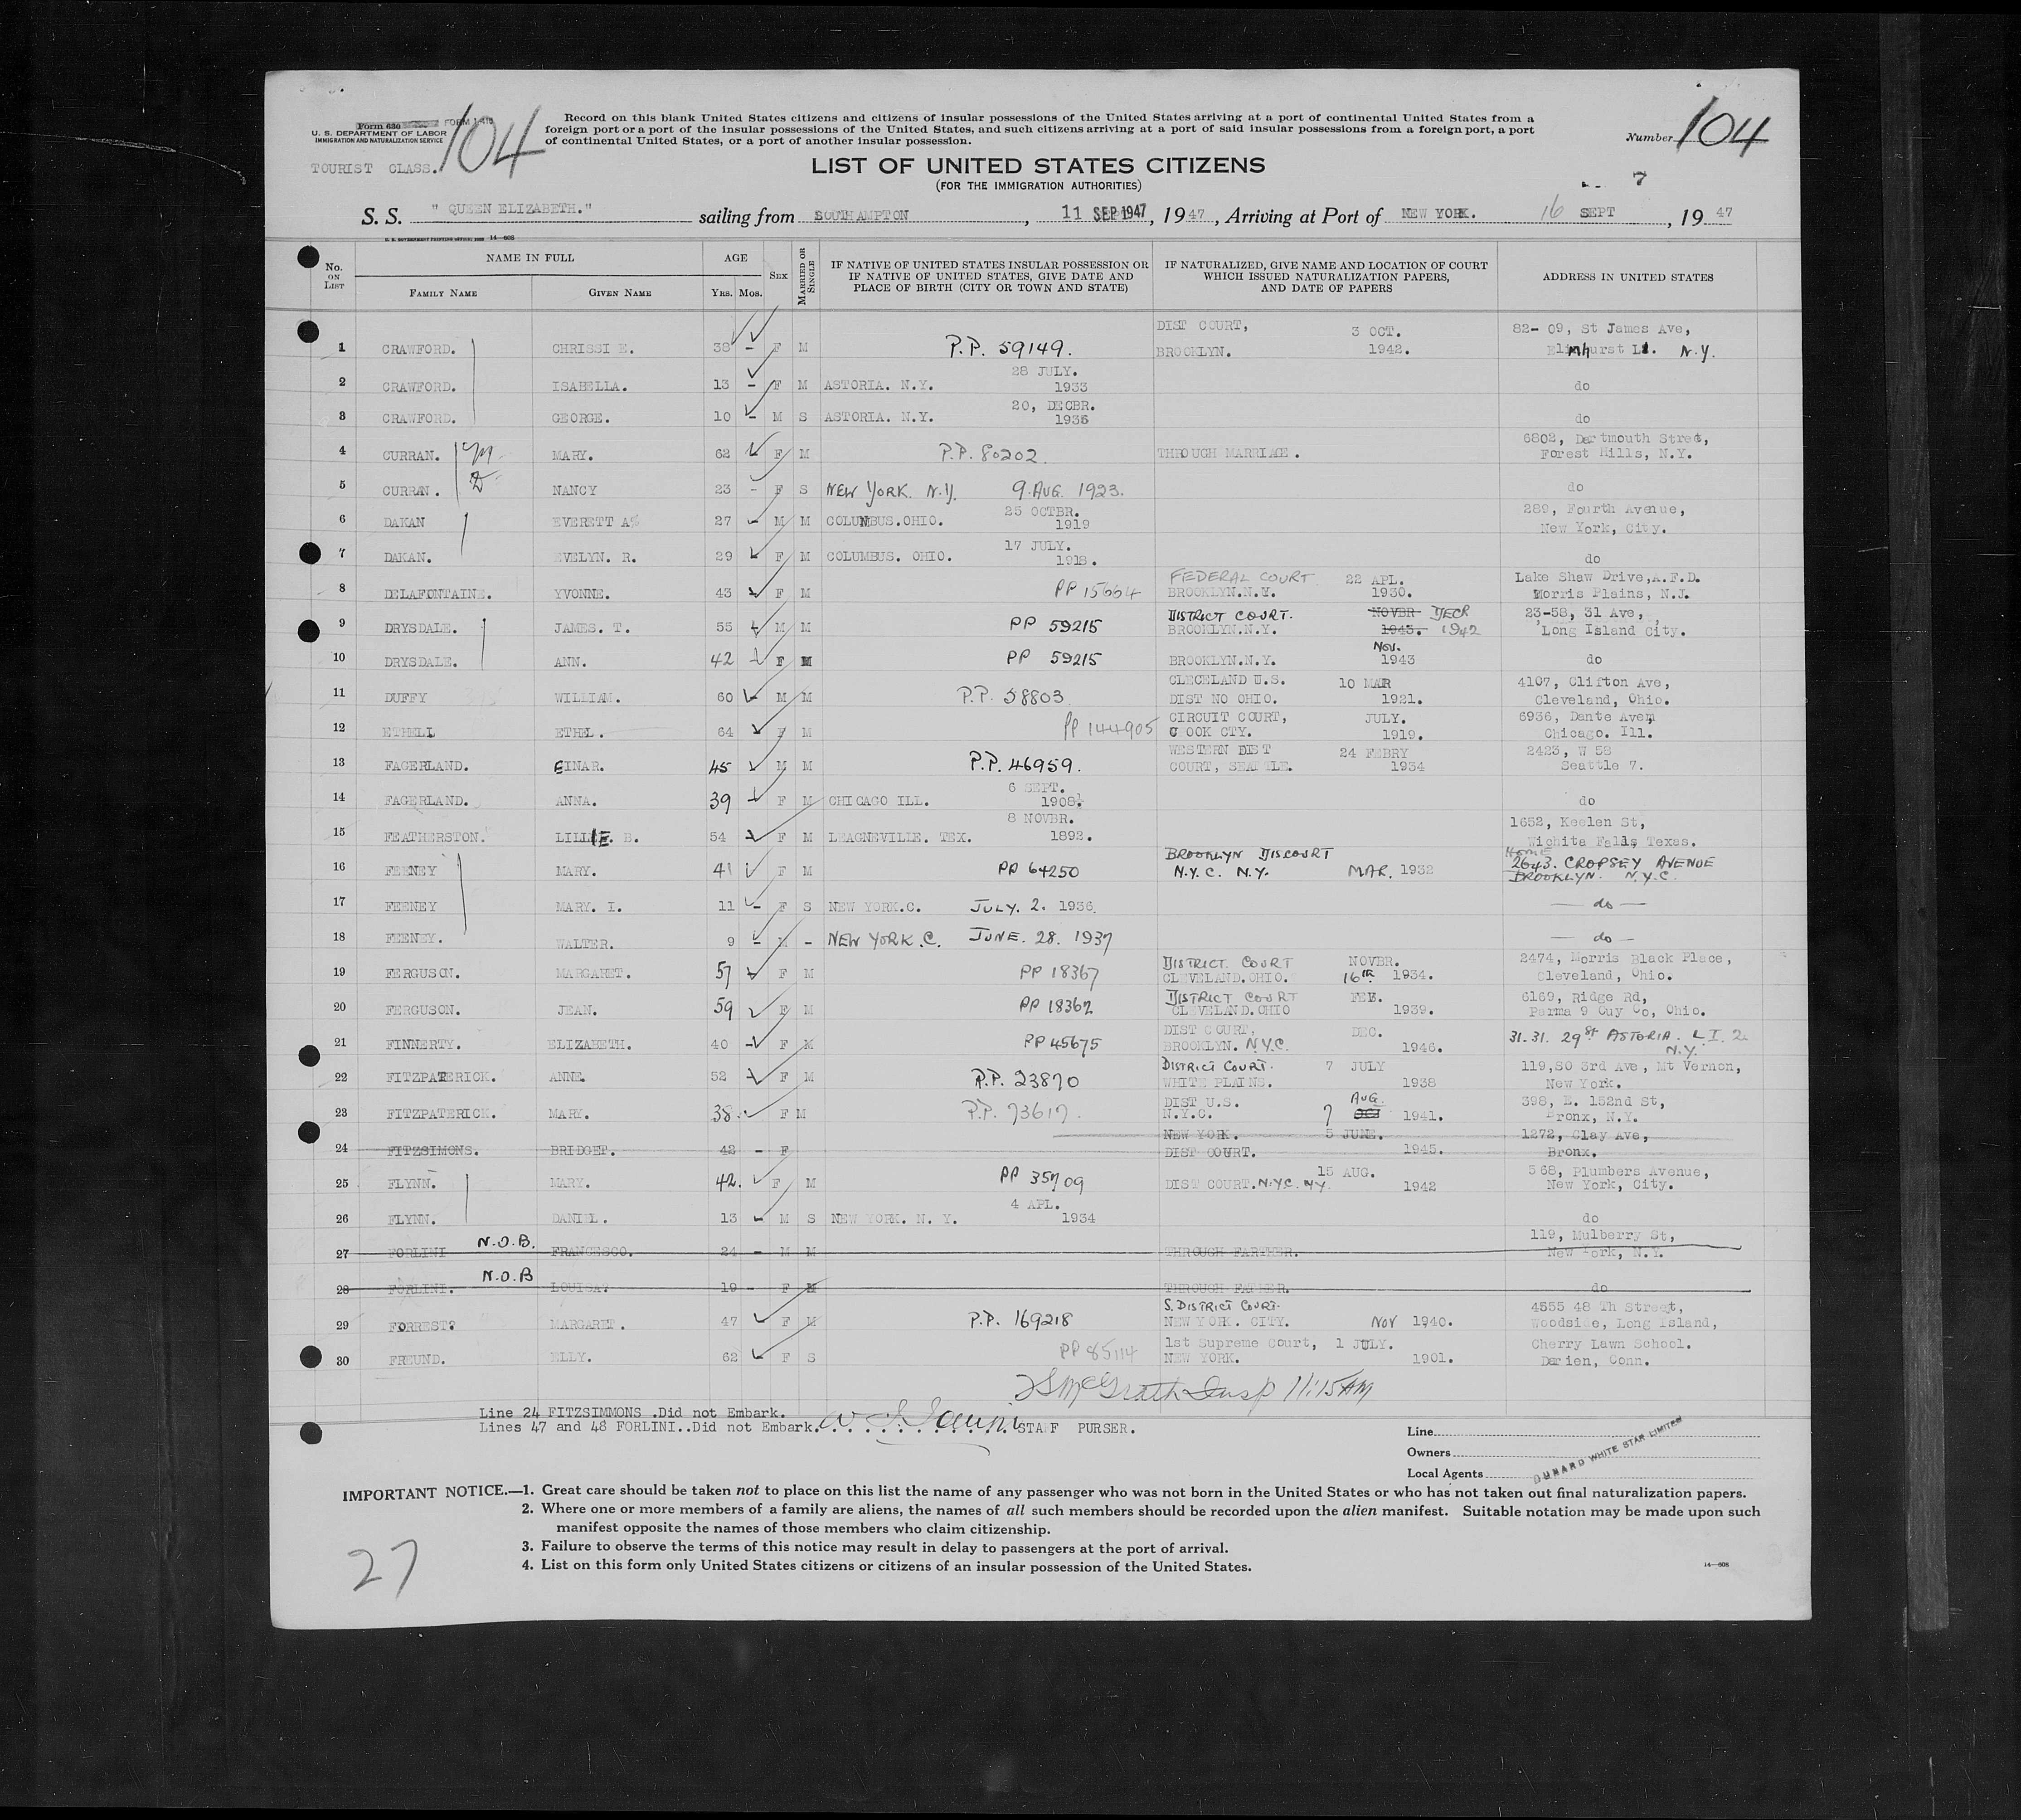 Form 630 FORM I-416
U. S. DEPARTMENT OF LABOR
IMMIGRATION AND NATURALIZATION SERVICE
TOURIST CLASS.
104
Record on this blank United States citizens and citizens of insular possessions of the United States arriving at a port of continental United States from a
foreign port or a port of the insular possessions of the United States, and such citizens arriving at a port of said insular possessions from a foreign port, a port
of continental United States, or a port of another insular possession.
Number 104
LIST OF UNITED STATES CITIZENS
(FOR THE IMMIGRATION AUTHORITIES)
7
S. S. " QUEEN ELIZABETH." sailing from SOUTHAMPTON, 11 SEP 1947, 1947, Arriving at Port of NEW YORK. 16 SEPT, 1947
14—608
No. ON LIST NAME IN FULL AGE SEX MARRIED OR SINGLE IF NATIVE OF UNITED STATES INSULAR POSSESSION OR IF NATIVE OF UNITED STATES, GIVE DATE AND PLACE OF BIRTH (CITY OR TOWN AND STATE) IF NATURALIZED, GIVE NAME AND LOCATION OF COURT WHICH ISSUED NATURALIZATION PAPERS, AND DATE OF PAPERS ADDRESS IN UNITED STATES
FAMILY NAME GIVEN NAME YRS. MOS.
1 CRAWFORD. CHRISSI E. 38 - F M P.P. 59149. DIST COURT, BROOKLYN. 3 OCT. 1942. 82- 09, St James Ave, Elmhurst L1. N.Y.
2 CRAWFORD. ISABELLA. 13 - F M ASTORIA. N.Y. 28 JULY. 1933 do
3 CRAWFORD. GEORGE. 10 - M S ASTORIA. N.Y. 20, DECBR. 1936 do
4 CURRAN. M MARY. 62 F M P.P. 80202. THROUGH MARRIAGE. 6802, Dartmouth Street, Forest Hills, N.Y.
5 CURRAN. D NANCY 23 - F S NEW YORK. N.Y. 9. AUG. 1923. do
6 DAKAN EVERETT A 27 - M M COLUMBUS.OHIO. 25 OCTBR. 1919 289, Fourth Avenue, New York, City.
7 DAKAN. EVELYN. R. 29 F M COLUMBUS. OHIO. 17 JULY. 1918. do
8 DELAFONTAINE. YVONNE. 43 F M PP 15664 FEDERAL COURT BROOKLYN.N.Y. 22 APL. 1930. Lake Shaw Drive,A.F.D. Morris Plains, N.J.
9 DRYSDALE. JAMES. T. 55 M M PP 59215 DISTRICT COURT. BROOKLYN.N.Y. NOVBR DECR 1943. 1942 23-58, 31 Ave, Long Island City.
10 DRYSDALE. ANN. 42 F M PP 59215 BROOKLYN.N.Y. NOV. 1943 do
11 DUFFY WILLIAM. 60 - M M P.P. 58803 CLECELAND U.S. DIST NO OHIO. 10 MAR 1921. 4107, Clifton Ave, Cleveland, Ohio.
12 ETHELL ETHEL. 64 F M PP 144905 CIRCUIT COURT, COOK CTY. JULY. 1919. 6936, Dante Aven Chicago. Ill.
13 FAGERLAND. EINAR. 45 M M P.P. 46959. WESTERN DIST COURT, SEATTLE. 24 FEBRY 1934 2423, W 58 Seattle 7.
14 FAGERLAND. ANNA. 39 F M CHICAGO ILL. 6 SEPT. 1908. do
15 FEATHERSTON. LILLIE. B. 54 F M LEAGNEVILLE. TEX. 8 NOVBR. 1892. 1652, Keelen St, Wichita Falls Texas.
16 FEENEY MARY. 41 F M PP 64250 BROOKLYN DISCOURT N.Y.C. N.Y. MAR. 1932 HOME 2643. CROPSEY AVENUE BROOKLYN. N.Y.C.
17 FEENEY MARY. I. 11 - F S NEW YORK.C. JULY. 2. 1936. — do —
18 FEENEY. WALTER. 9 - M - NEW YORK.C. JUNE. 28. 1937 — do —
19 FERGUSON. MARGARET. 57 F M PP 18367 DISTRICT COURT CLEVELAND.OHIO. NOVBR. 16TH 1934. 2474, Morris Black Place, Cleveland, Ohio.
20 FERGUSON. JEAN. 59 F M PP 18362 DISTRICT COURT CLEVELAND.OHIO FEB. 1939. 6169, Ridge Rd, Parma 9 Cuy Co, Ohio.
21 FINNERTY. ELIZABETH. 40 F M PP 45675 DIST COURT, BROOKLYN. N.Y.C. DEC. 1946. 31.31. 29st ASTORIA. L I. 2 N.Y.
22 FITZPATERICK. ANNE. 52 F M P.P. 23870 DISTRICT COURT. WHITE PLAINS. 7 JULY 1938 119,SO 3rd Ave, Mt Vernon, New York.
23 FITZPATERICK. MARY. 38. F M P.P. 73617. DIST U.S. N.Y.C. 7 AUG. OCT 1941. 398, E. 152nd St, Bronx, N.Y.
24 FITZSIMONS. BRIDGET. 42 - F NEW YORK. DIST COURT. 5 JUNE. 1945. 1272, Clay Ave, Bronx.
25 FLYNN. MARY. 42. F M PP 35709 DIST COURT. N.Y.C. NY. 15 AUG. 1942 568, Plumbers Avenue, New York, City.
26 FLYNN. DANIEL. 13 - M S NEW YORK. N. Y. 4 APL. 1934 do
27 FORLINI N.O.B. FRANCESCO. 24 - M M THROUGH FARTHER. 119, Mulberry St, New York, N.Y.
28 FORLINI. N.O.B LOUISA. 19 - F M THROUGH FATHER. do
29 FORREST? MARGARET. 47 F M P.P. 169218 S. DISTRICT COURT. NEW YORK. CITY. NOV 1940. 4555 48 Th Street, Woodside, Long Island,
30 FREUND. ELLY. 62 F S PP 85114 1st Supreme Court, NEW YORK. 1 JULY. 1901. Cherry Lawn School. Darien, Conn.
McGrath Insp 11:15 AM
Line 24 FITZSIMMONS .Did not Embark.
Lines 47 and 48 FORLINI..Did not Embark. STAFF PURSER.
Line
Owners
Local Agents
CUNARD WHITE STAR LIMITED
IMPORTANT NOTICE.—1. Great care should be taken not to place on this list the name of any passenger who was not born in the United States or who has not taken out final naturalization papers.
2. Where one or more members of a family are aliens, the names of all such members should be recorded upon the alien manifest. Suitable notation may be made upon such
manifest opposite the names of those members who claim citizenship.
3. Failure to observe the terms of this notice may result in delay to passengers at the port of arrival.
4. List on this form only United States citizens or citizens of an insular possession of the United States.
14—608
27